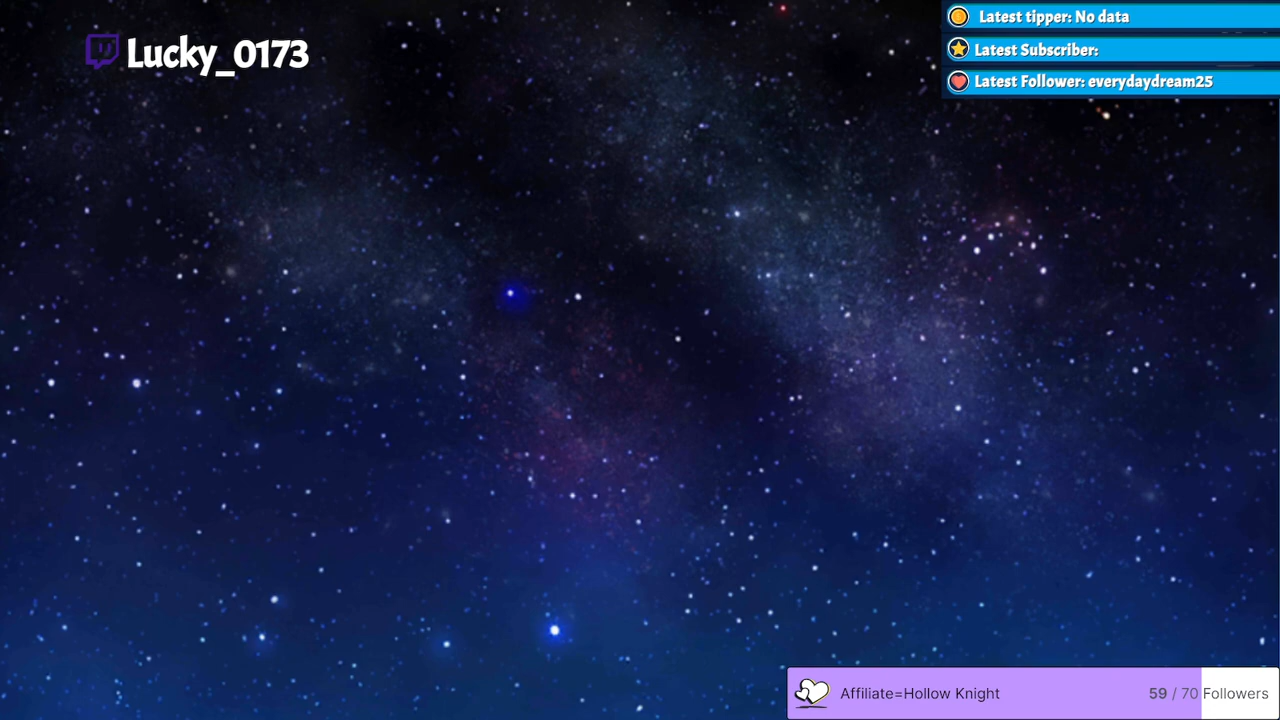 Lucky_0173
Latest tipper: No data
Latest Subscriber:
Latest Follower: everydaydream25
Affiliate=Hollow Knight
59 / 70 Followers